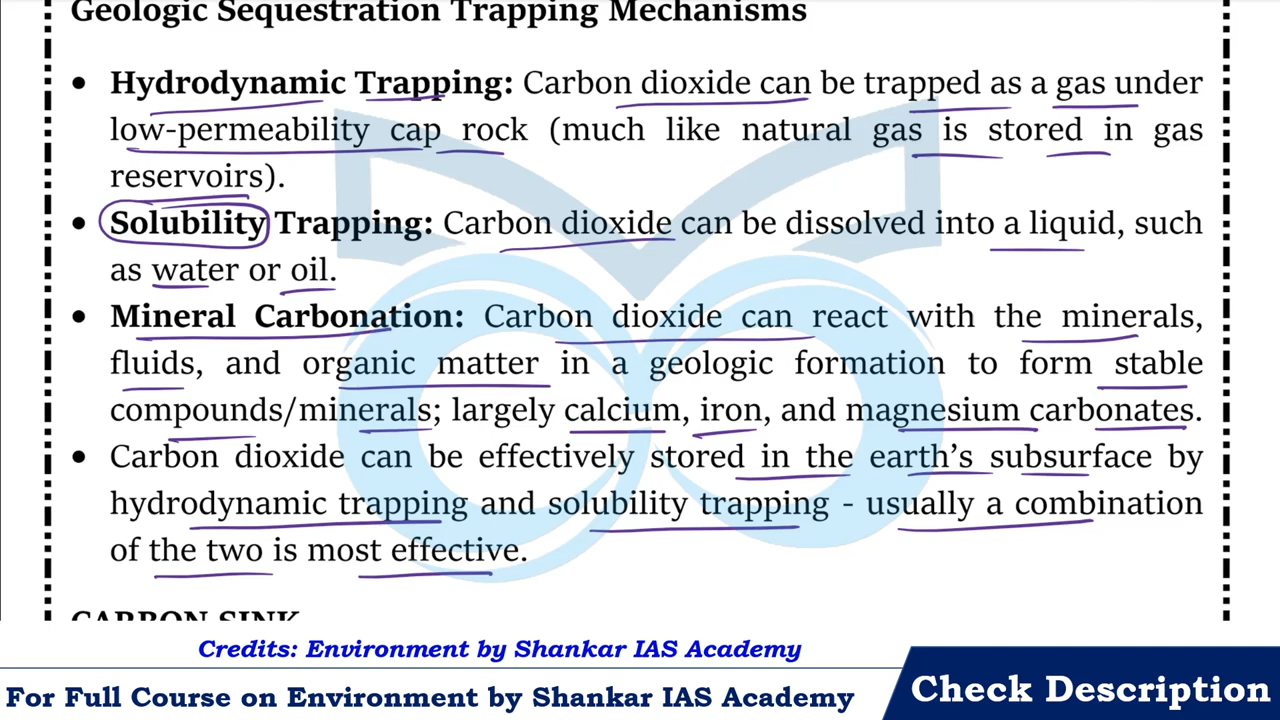 Geologic Sequestration Trapping Mechanisms
• Hydrodynamic Trapping: Carbon dioxide can be trapped as a gas under
low-permeability cap rock (much like natural gas is stored in gas
reservoirs).
• Solubility Trapping: Carbon dioxide can be dissolved into a liquid, such
as water or oil.
• Mineral Carbonation: Carbon dioxide can react with the minerals,
fluids, and organic matter in a geologic formation to form stable
compounds/minerals; largely calcium, iron, and magnesium carbonates.
• Carbon dioxide can be effectively stored in the earth’s subsurface by
hydrodynamic trapping and solubility trapping - usually a combination
of the two is most effective.
CARBON SINK
Credits: Environment by Shankar IAS Academy
For Full Course on Environment by Shankar IAS Academy
Check Description